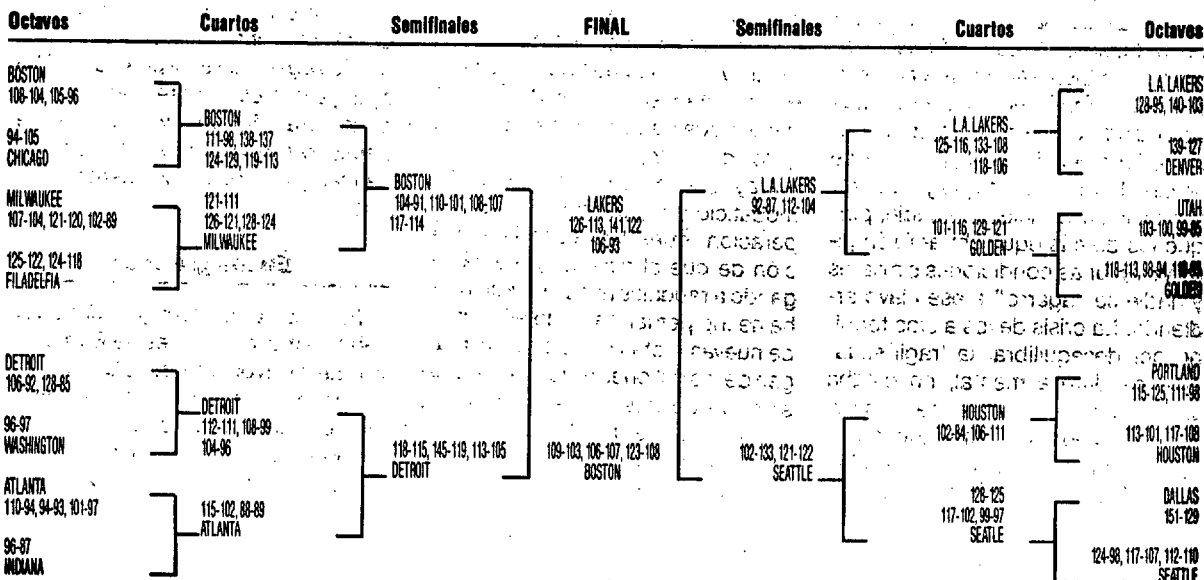 Octavos Cuartos Semifinales FINAL Semifinales Cuartos Octavos
BOSTON
108-104, 105-96
94-105
CHICAGO
MILWAUKEE
107-104, 121-120, 102-89
125-122, 124-118
FILADELFIA
DETROIT
106-92, 128-85
96-97
WASHINGTON
ATLANTA
110-94, 94-93, 101-97
96-87
INDIANA
BOSTON
111-98, 138-137
124-129, 119-113
121-111
126-121, 128-124
MILWAUKEE
DETROIT
112-111, 108-99
104-96
115-102, 88-89
ATLANTA
BOSTON
104-91, 110-101, 108-107
117-114
118-115, 145-119, 113-105
DETROIT
LAKERS
126-113, 141,122
106-93
109-103, 106-107, 123-108
BOSTON
L.A. LAKERS
92-87, 112-104
102-133, 121-122
SEATTLE
L.A. LAKERS
125-116, 133-108
118-106
101-116, 129-121
GOLDEN
HOUSTON
102-84, 106-111
128-125
117-102, 99-97
SEATLE
L.A. LAKERS
128-95, 140-103
139-127
DENVER
UTAH
103-100, 99-85
118-113, 98-94,
GOLDEN
PORTLAND
115-125, 111-98
113-101, 117-108
HOUSTON
DALLAS
151-129
124-98, 117-107, 112-110
SEATTLE